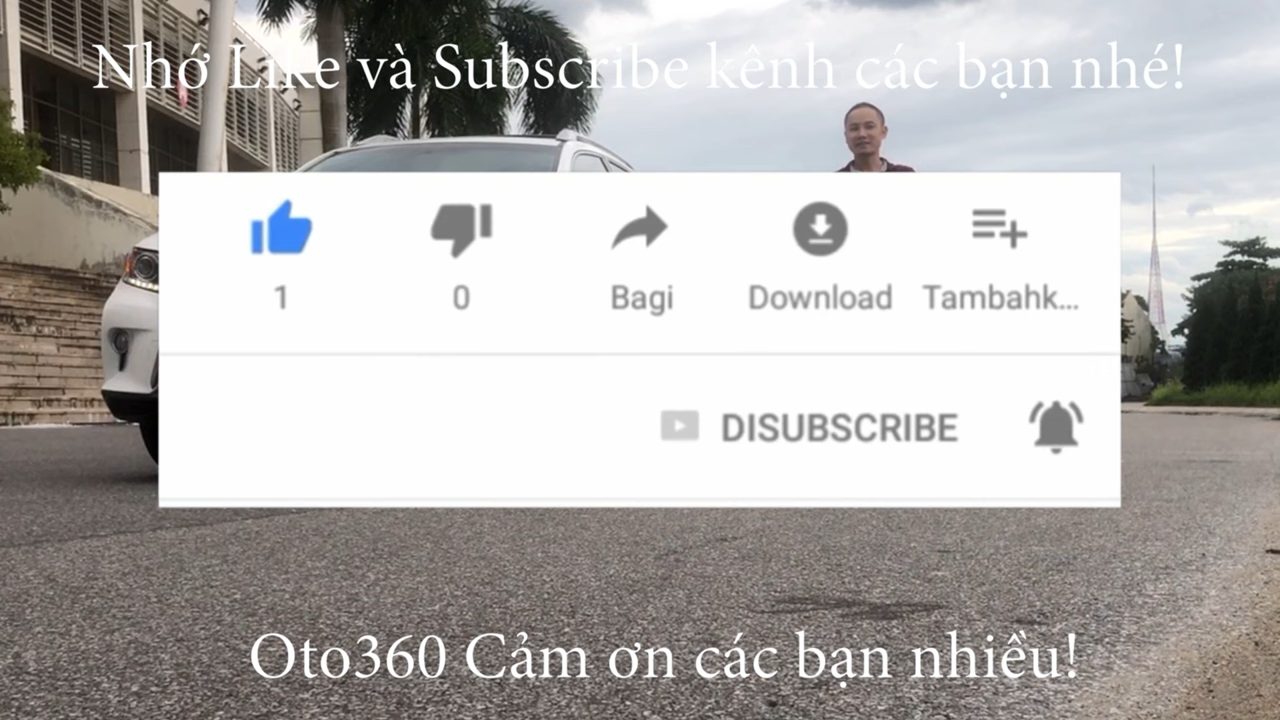 Nhớ Like và Subscribe kênh các bạn nhé!
1 0 Bagi Download Tambahk...
DISUBSCRIBE
Oto360 Cảm ơn các bạn nhiều!